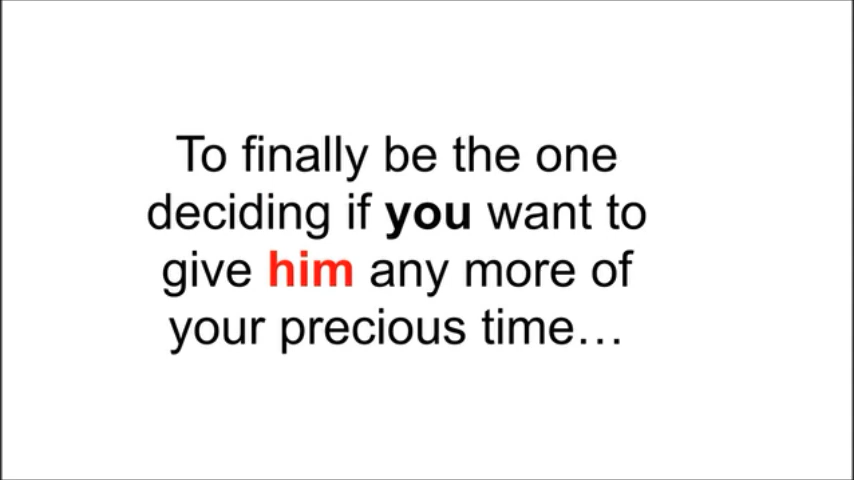 To finally be the one
deciding if you want to
give him any more of
your precious time…